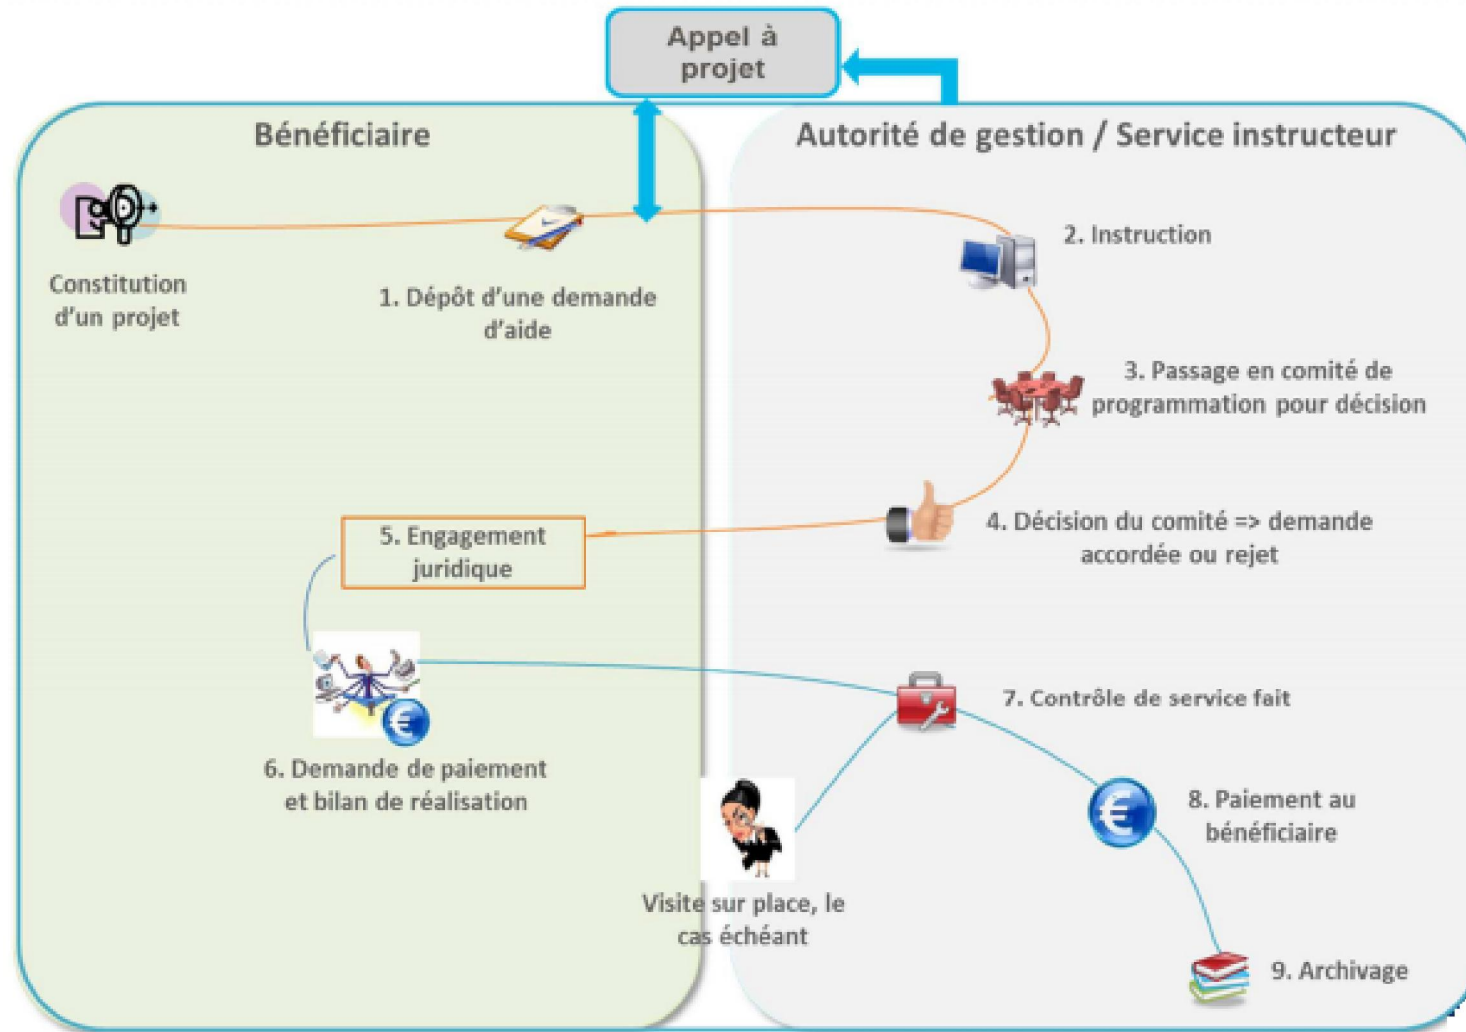 Appel à
projet
Bénéficiaire
Autorité de gestion / Service instructeur
Constitution
d'un projet
1. Dépôt d'une demande
d'aide
2. Instruction
3. Passage en comité de
programmation pour décision
4. Décision du comité => demande
accordée ou rejet
5. Engagement
juridique
6. Demande de paiement
et bilan de réalisation
7. Contrôle de service fait
Visite sur place, le
cas échéant
8. Paiement au
bénéficiaire
9. Archivage